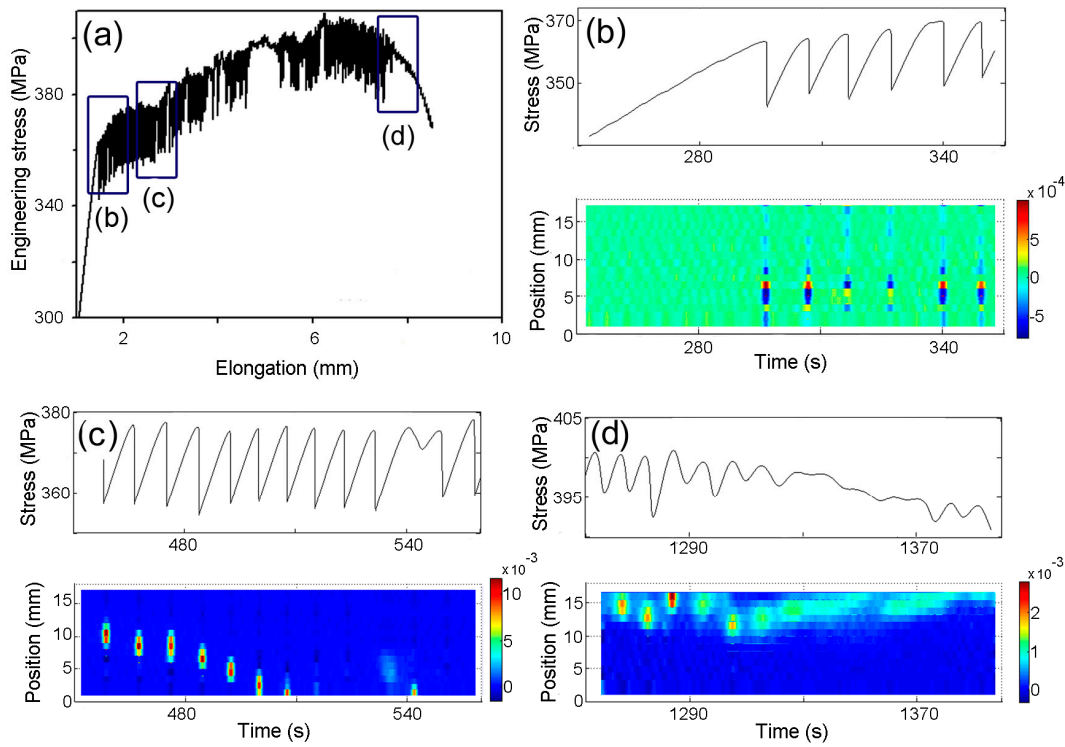 (a)
Engineering stress (MPa)
380
340
300
2
6
8
10
Elongation (mm)
(b)
(c)
(d)
(b)
Stress (MPa)
370
350
280
340
Position (mm)
15
10
5
0
280
340
Time (s)
x 10⁻⁴
5
0
-5
(c)
Stress (MPa)
380
360
480
540
Position (mm)
15
10
5
0
480
540
Time (s)
x10⁻³
10
5
0
(d)
Stress (MPa)
405
395
1290
1370
Position (mm)
15
10
5
0
1290
1370
Time (s)
x10⁻³
2
1
0